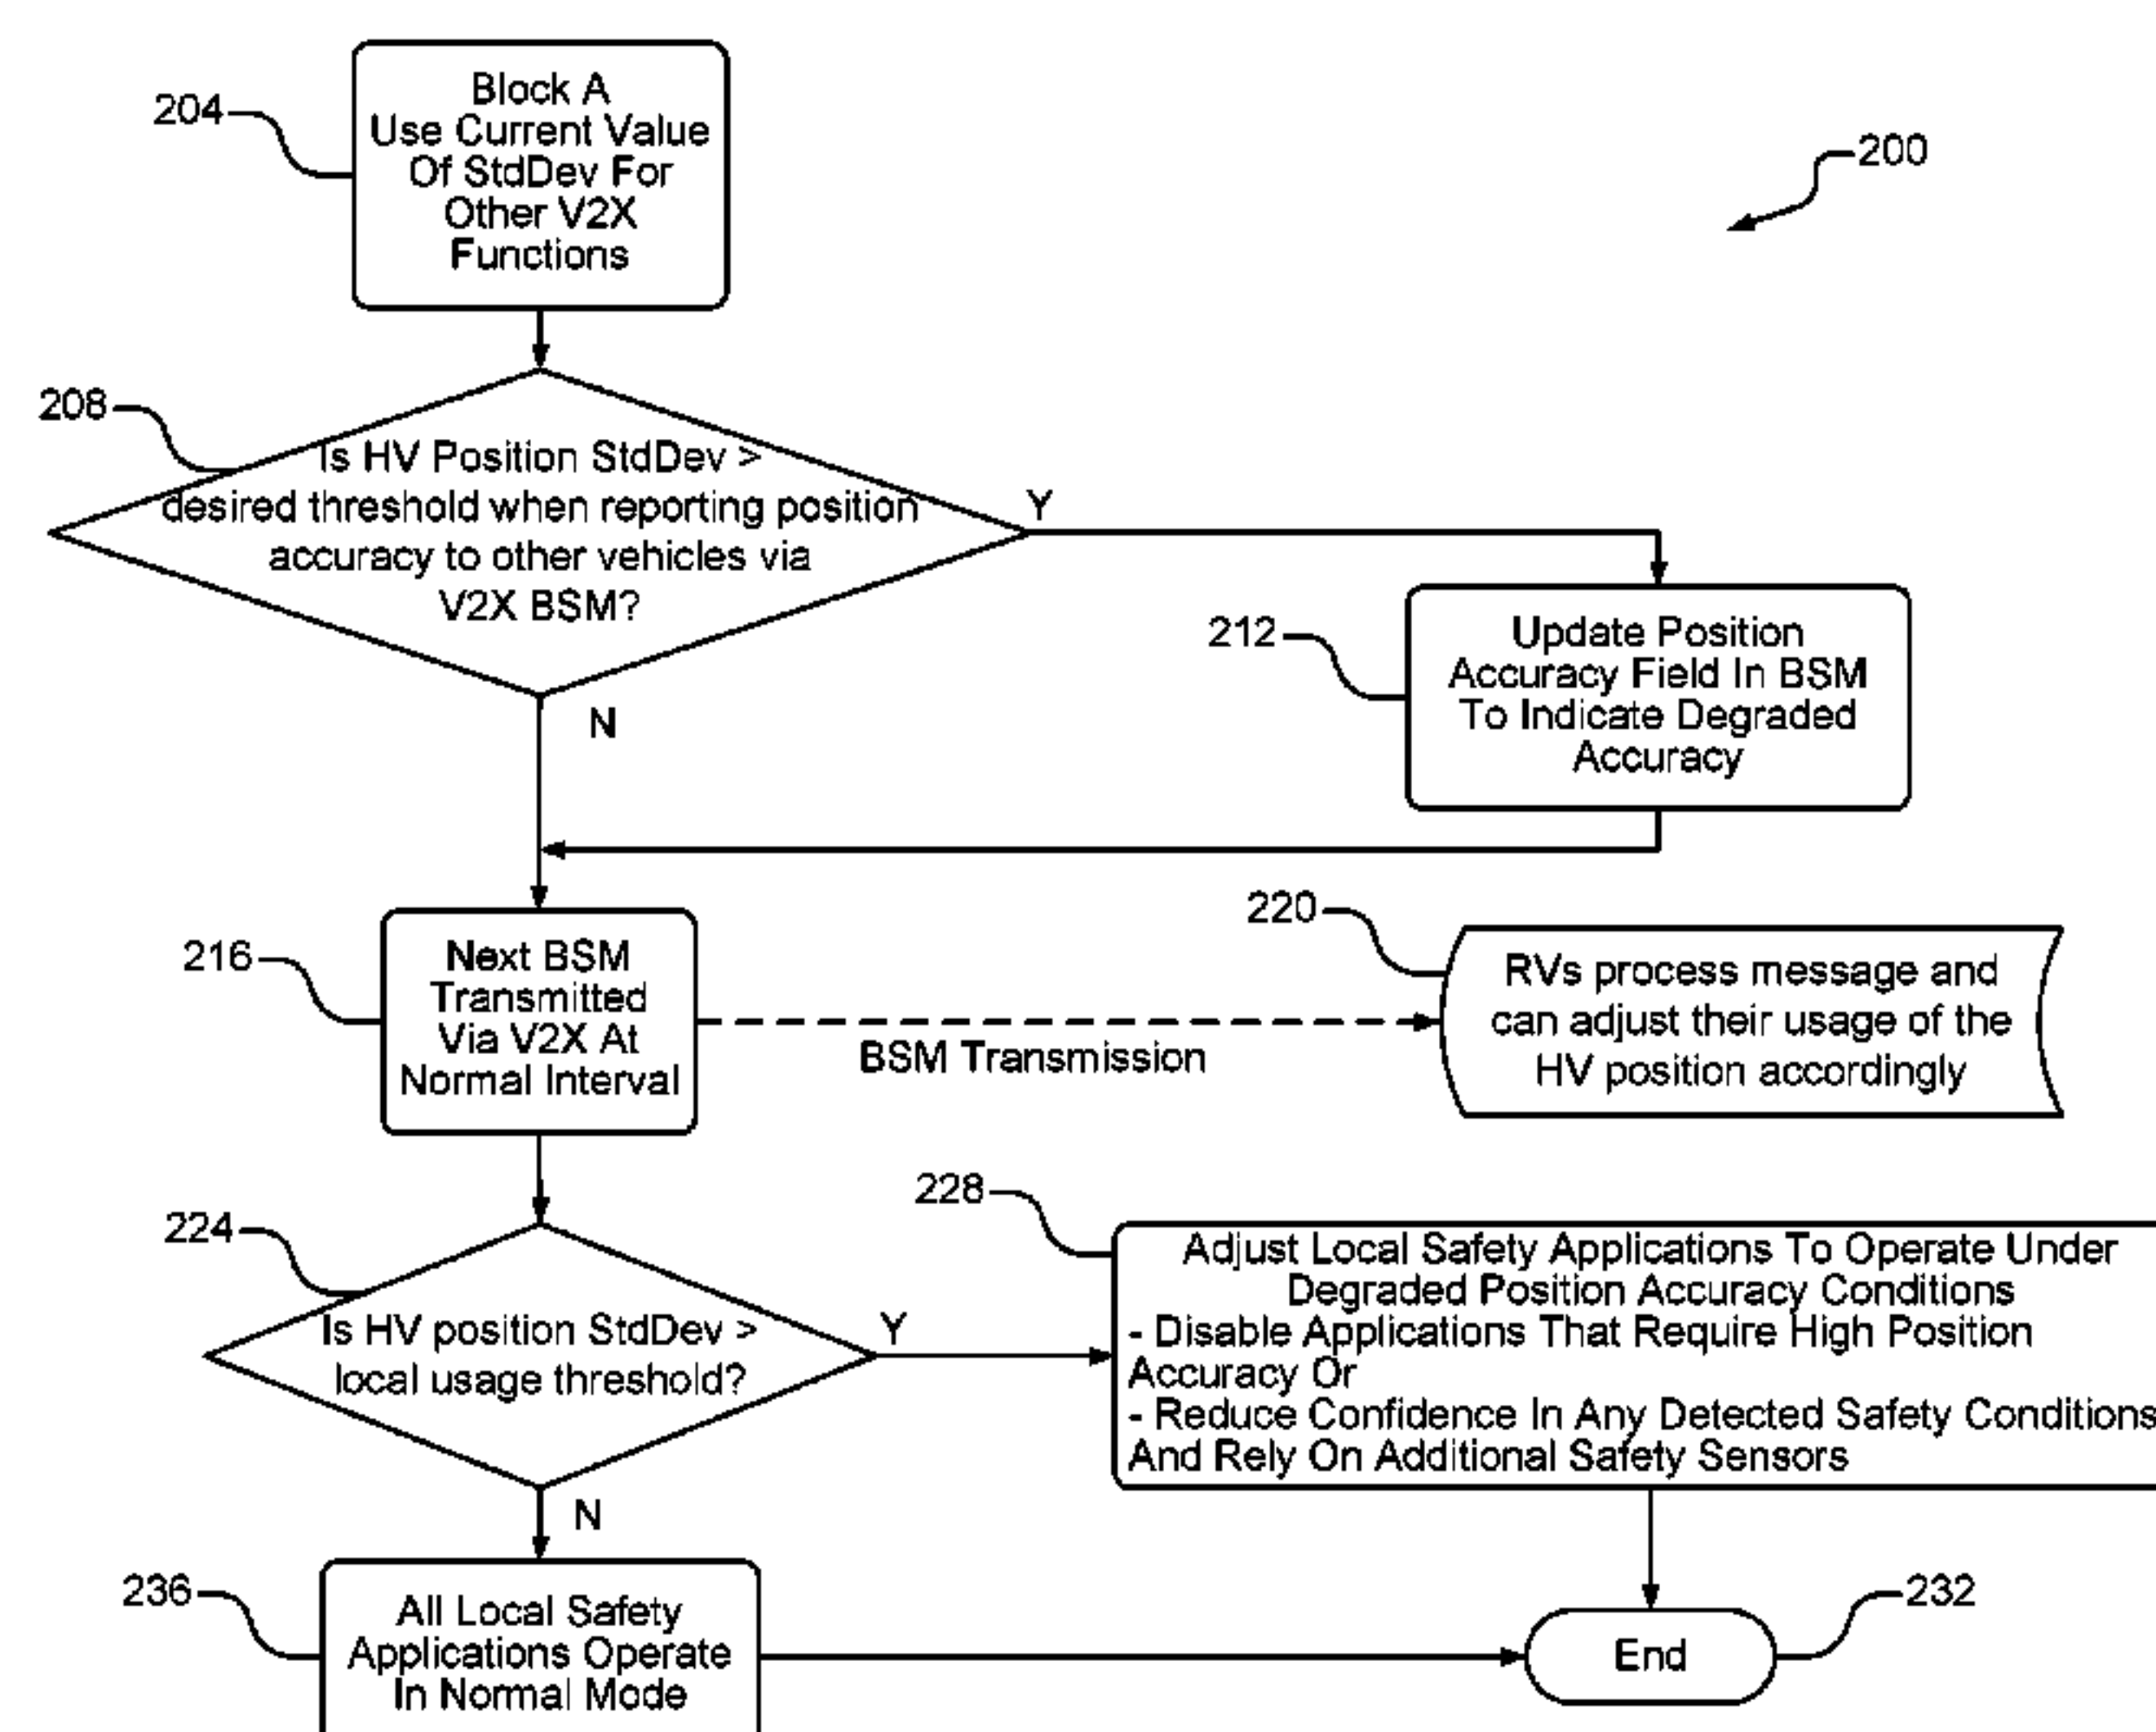 204
Block A
Use Current Value
Of StdDev For
Other V2X
Functions
200
208
Is HV Position StdDev >
desired threshold when reporting position
accuracy to other vehicles via
V2X BSM?
Y
N
212
Update Position
Accuracy Field In BSM
To Indicate Degraded
Accuracy
216
Next BSM
Transmitted
Via V2X At
Normal Interval
BSM Transmission
220
RVs process message and
can adjust their usage of the
HV position accordingly
224
Is HV position StdDev >
local usage threshold?
Y
N
228
Adjust Local Safety Applications To Operate Under
Degraded Position Accuracy Conditions
- Disable Applications That Require High Position
Accuracy Or
- Reduce Confidence In Any Detected Safety Conditions
And Rely On Additional Safety Sensors
236
All Local Safety
Applications Operate
In Normal Mode
End
232